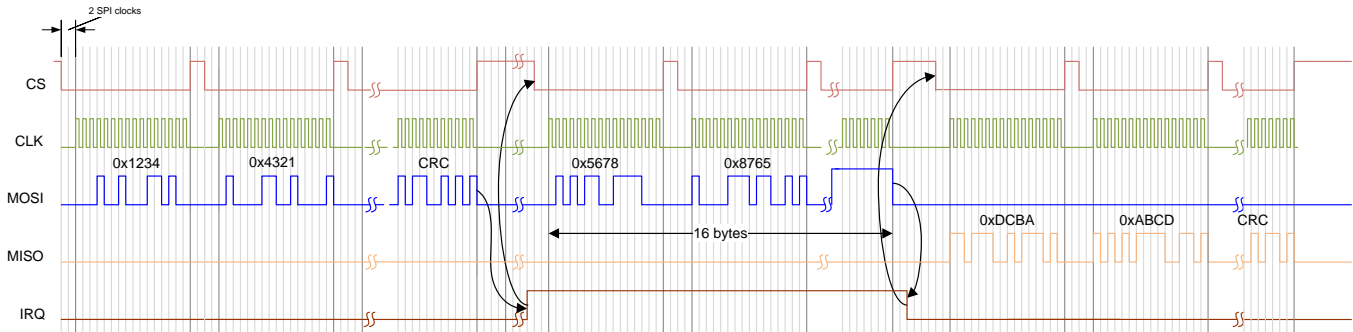 2 SPI clocks
CS
CLK
0x1234 0x4321 CRC 0x5678 0x8765
MOSI
16 bytes 0xDCBA 0xABCD CRC
MISO
IRQ